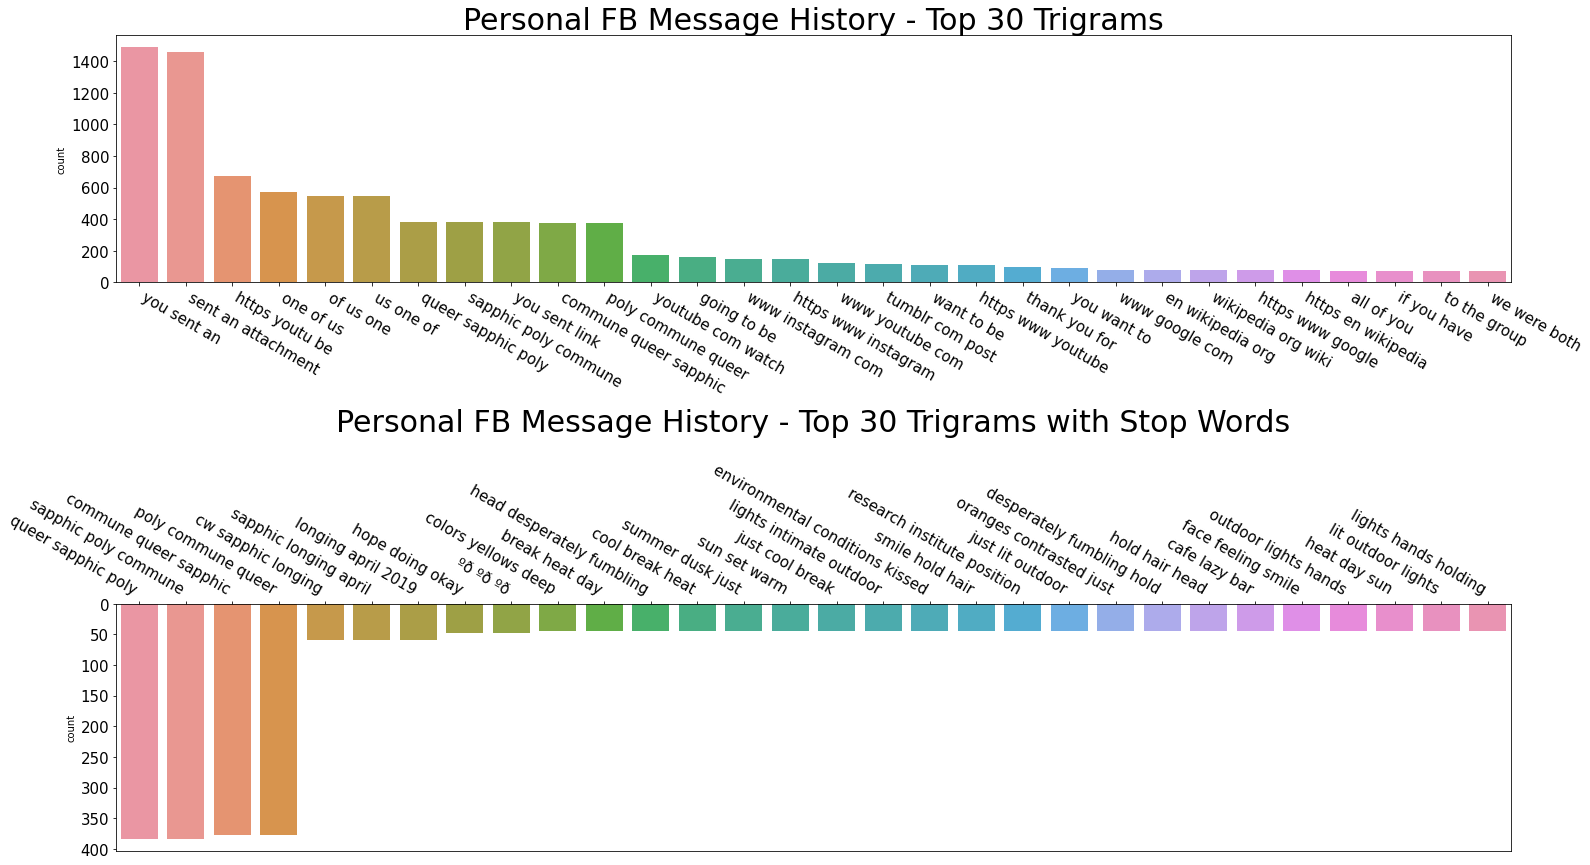 Personal FB Message History - Top 30 Trigrams
count
1400
1200
1000
800
600
400
200
0
you sent an
sent an attachment
https youtu be
one of us
of us one
us one of
queer sapphic poly
sapphic poly commune
you sent link
commune queer sapphic
poly commune queer
youtube com watch
going to be
www instagram com
https www instagram
www youtube com
tumblr com post
want to be
https www youtube
thank you for
you want to
www google com
en wikipedia org
wikipedia org wiki
https www google
https en wikipedia
all of you
if you have
to the group
we were both
Personal FB Message History - Top 30 Trigrams with Stop Words
queer sapphic poly
sapphic poly commune
commune queer sapphic
poly commune queer
cw sapphic longing
sapphic longing april
longing april 2019
hope doing okay
ºð ºð ºð
colors yellows deep
break heat day
head desperately fumbling
cool break heat
summer dusk just
sun set warm
just cool break
lights intimate outdoor
environmental conditions kissed
smile hold hair
research institute position
just lit outdoor
oranges contrasted just
desperately fumbling hold
hold hair head
cafe lazy bar
face feeling smile
outdoor lights hands
heat day sun
lit outdoor lights
lights hands holding
count
0
50
100
150
200
250
300
350
400